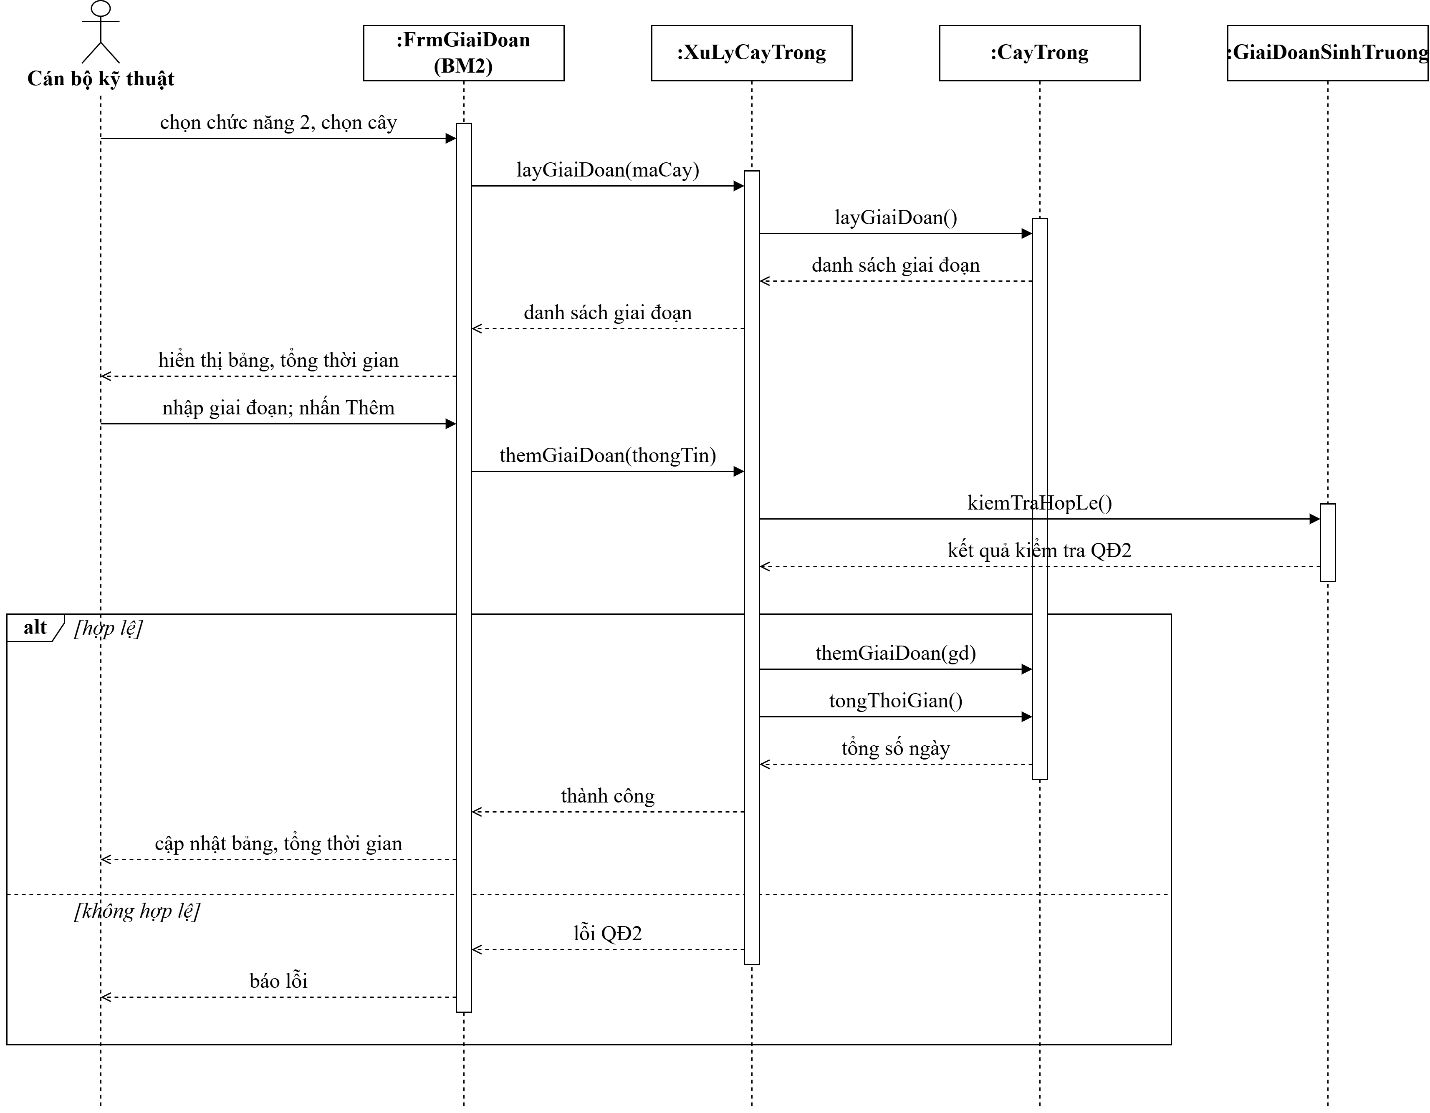 Cán bộ kỹ thuật
:FrmGiaiDoan
(BM2)
:XuLyCayTrong
:CayTrong
:GiaiDoanSinhTruong
chọn chức năng 2, chọn cây
layGiaiDoan(maCay)
layGiaiDoan()
danh sách giai đoạn
danh sách giai đoạn
hiển thị bảng, tổng thời gian
nhập giai đoạn; nhấn Thêm
themGiaiDoan(thongTin)
kiemTraHopLe()
kết quả kiểm tra QĐ2
alt
[hợp lệ]
themGiaiDoan(gd)
tongThoiGian()
tổng số ngày
thành công
cập nhật bảng, tổng thời gian
[không hợp lệ]
lỗi QĐ2
báo lỗi